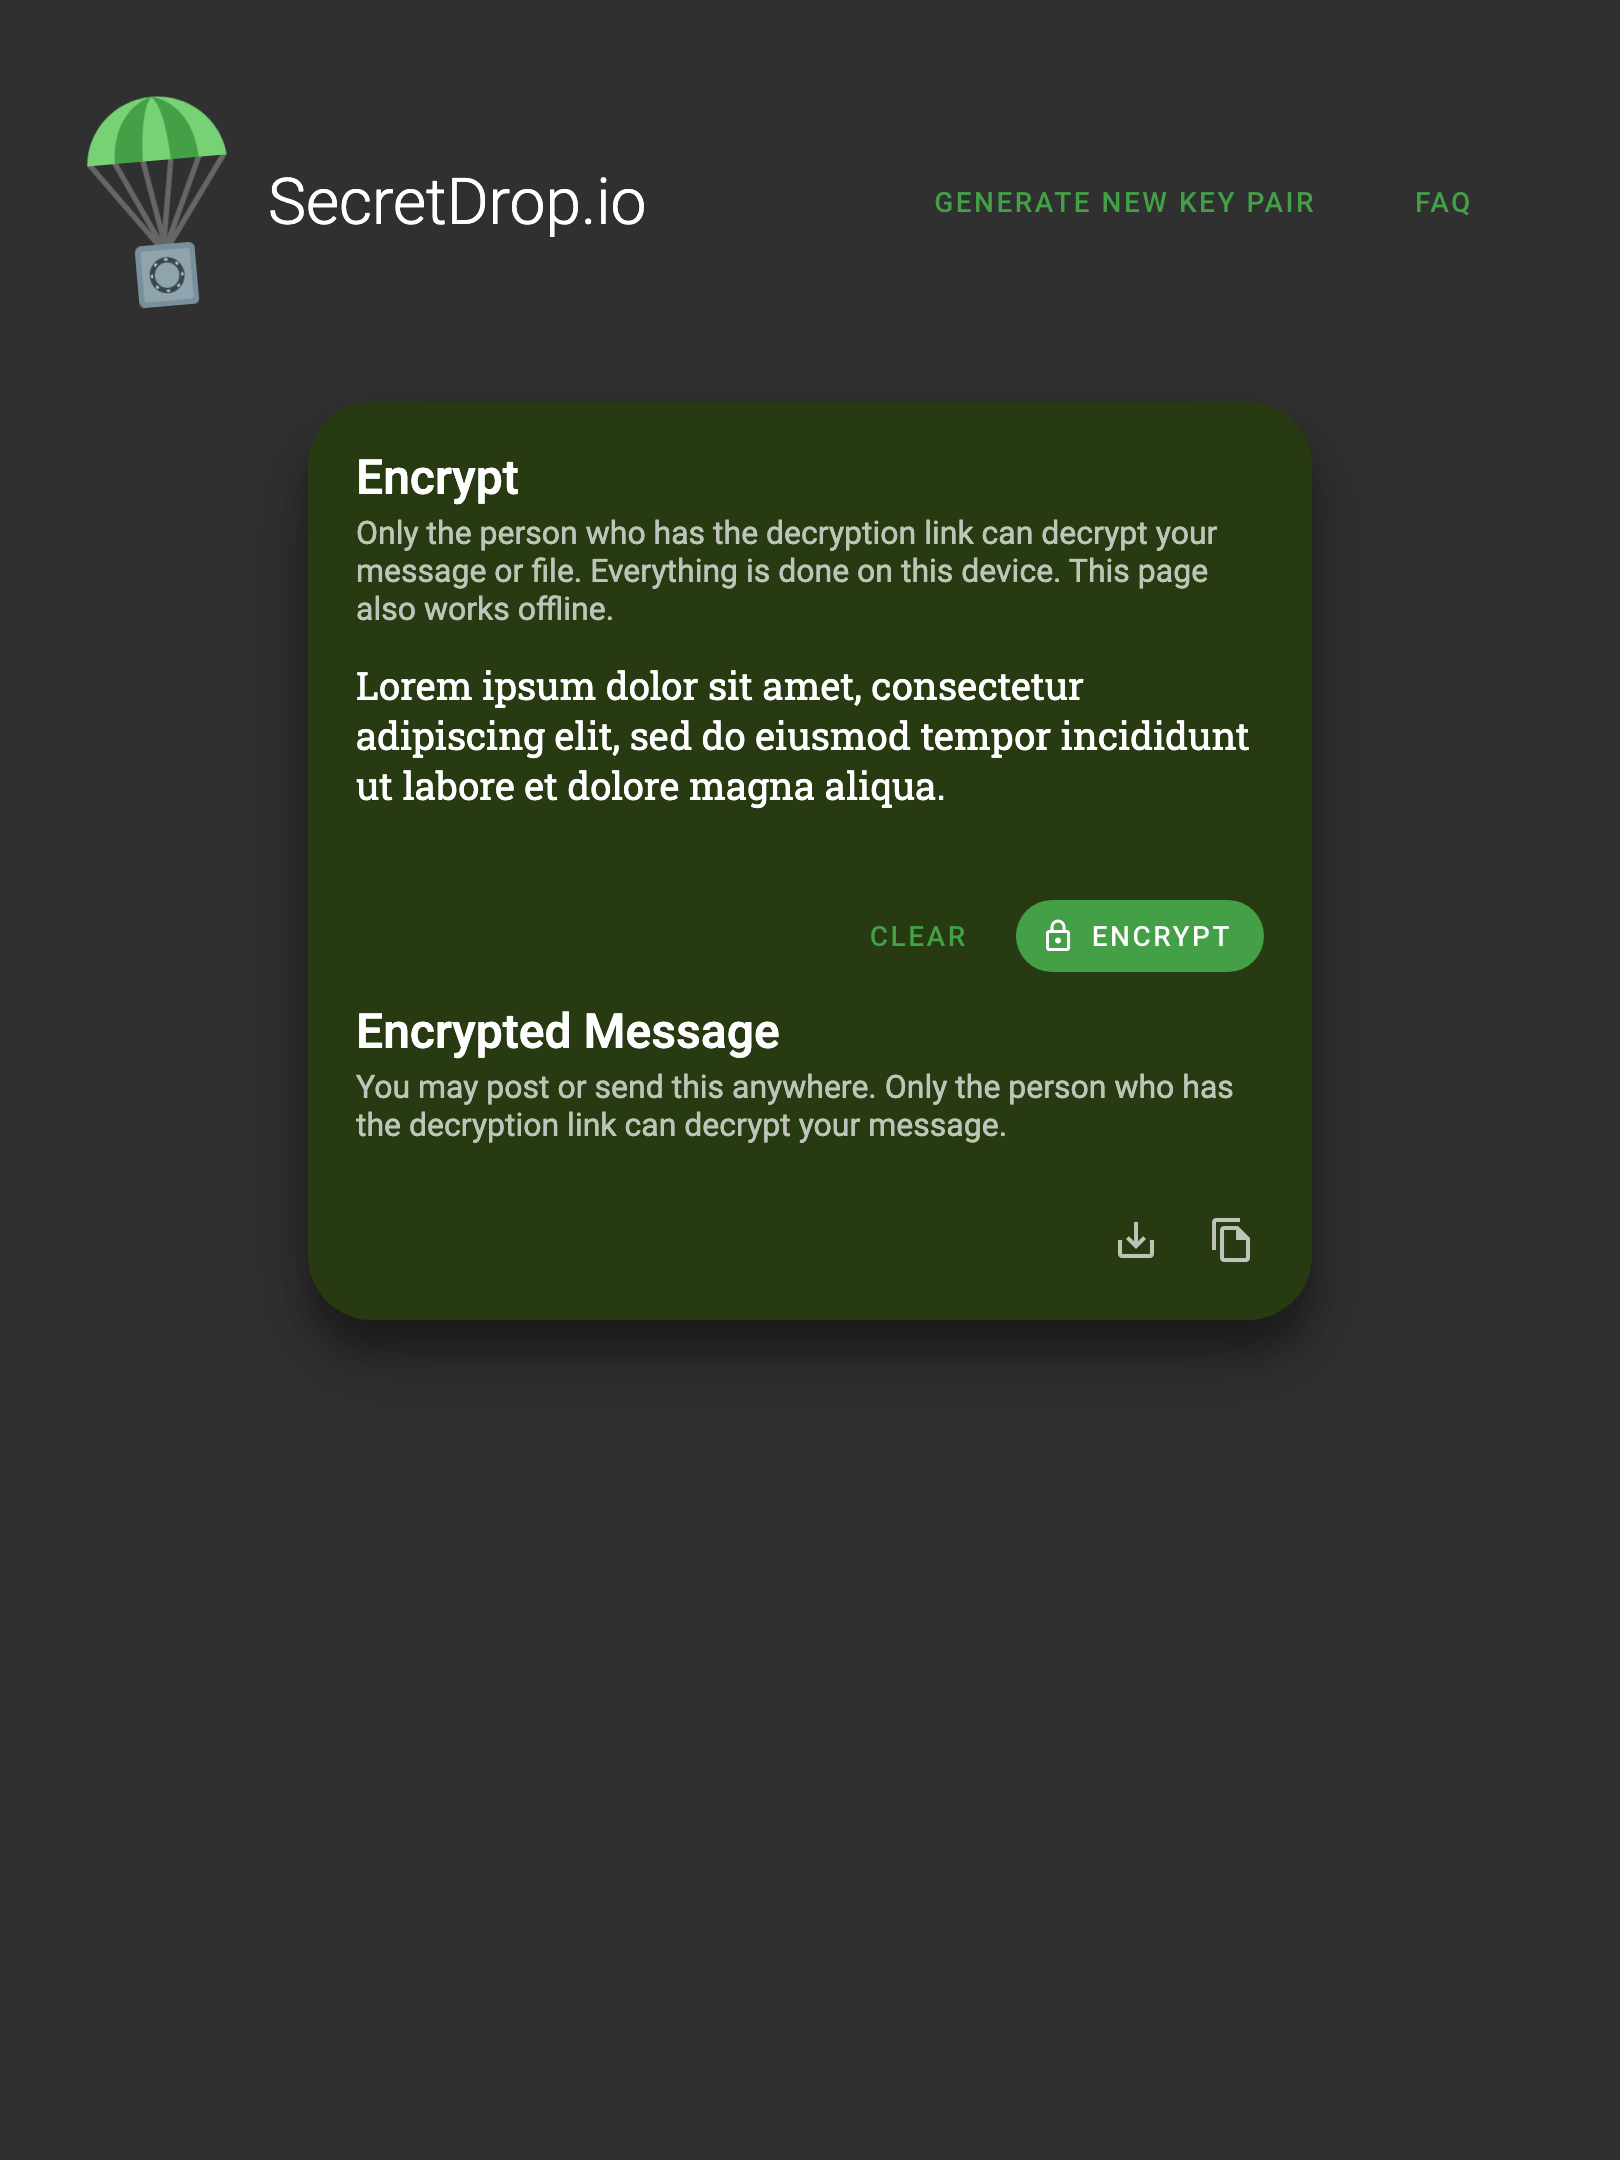 SecretDrop.io
GENERATE NEW KEY PAIR
FAQ
Encrypt
Only the person who has the decryption link can decrypt your
message or file. Everything is done on this device. This page
also works offline.
Lorem ipsum dolor sit amet, consectetur
adipiscing elit, sed do eiusmod tempor incididunt
ut labore et dolore magna aliqua.
CLEAR
ENCRYPT
Encrypted Message
You may post or send this anywhere. Only the person who has
the decryption link can decrypt your message.